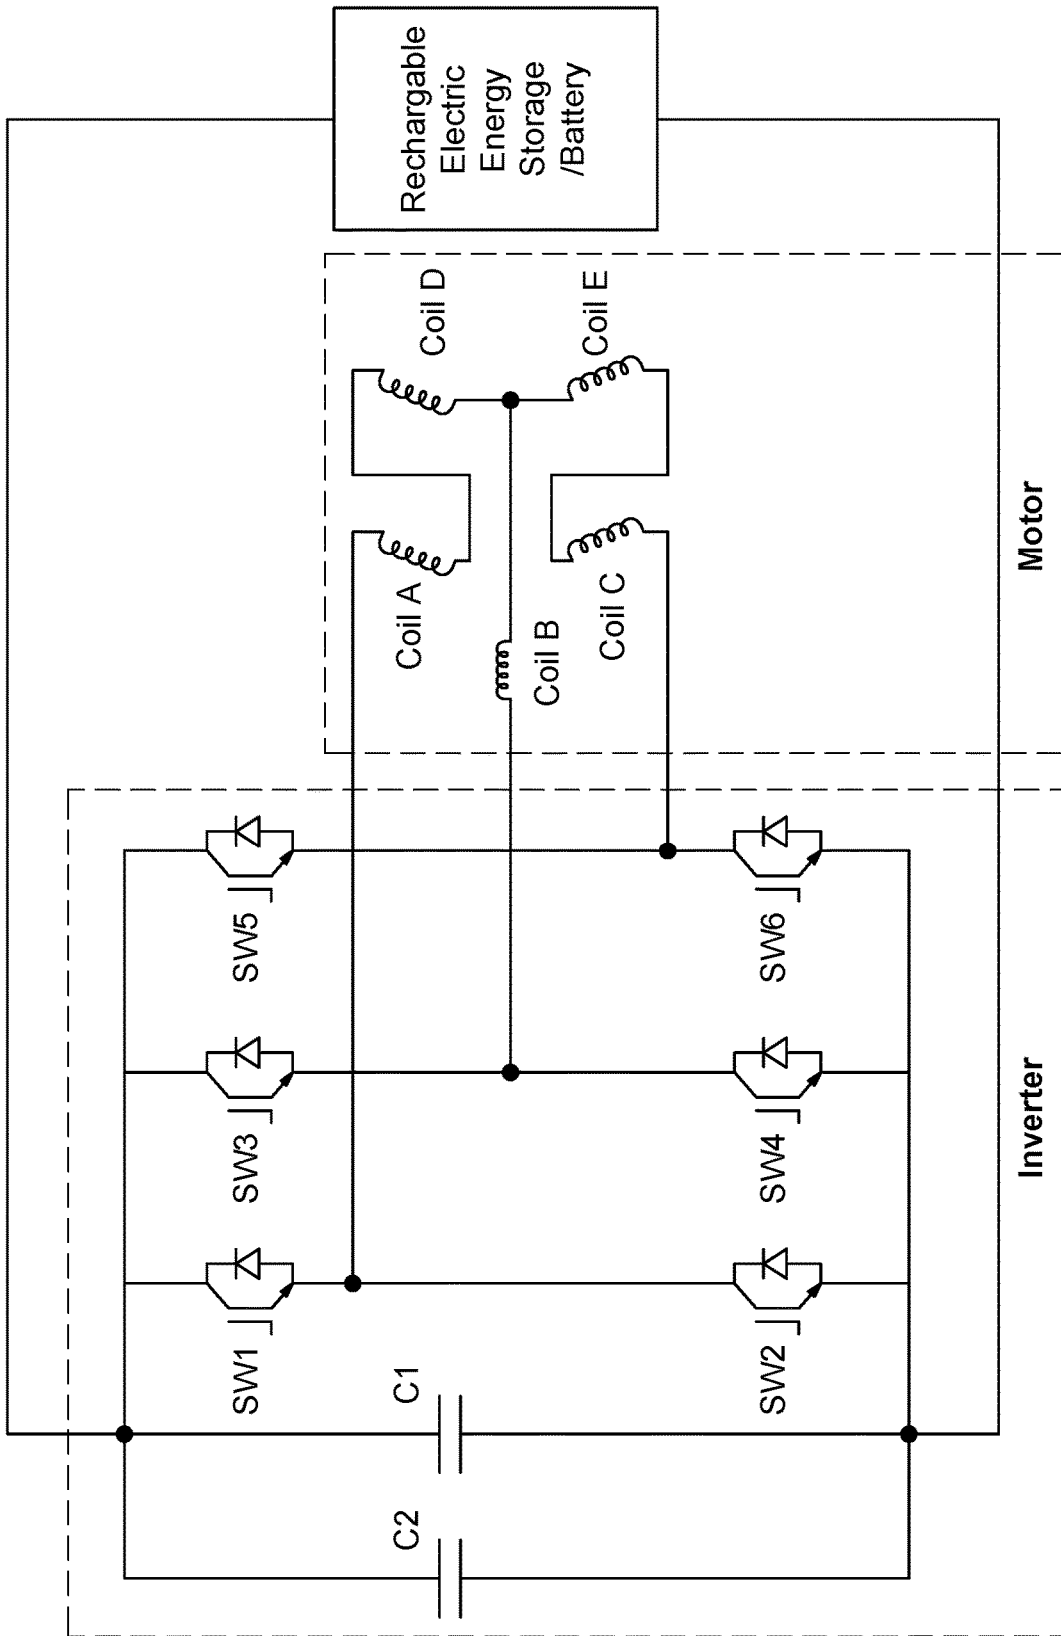 Rechargable
Electric
Energy
Storage
/Battery
Coil D
Coil E
Coil A
Coil B
Coil C
Motor
SW5
SW6
SW3
SW4
SW1
SW2
C1
C2
Inverter